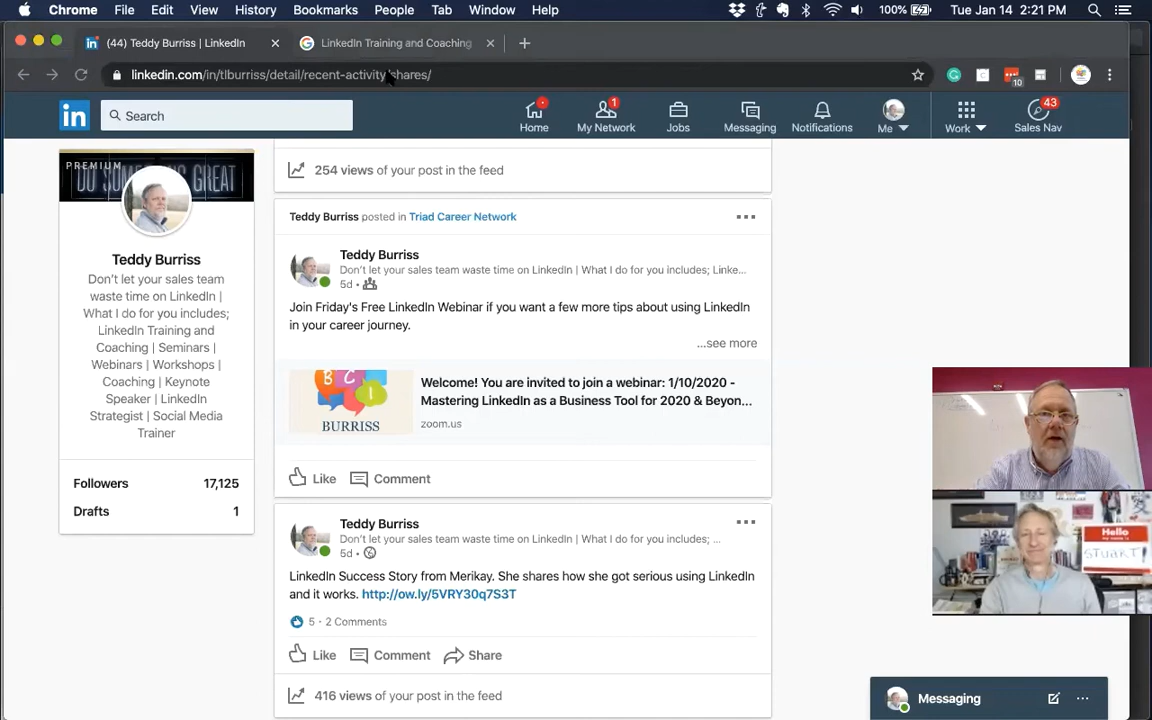 Chrome File Edit View History Bookmarks People Tab Window Help 100% Tue Jan 14 2:21 PM
(44) Teddy Burriss | LinkedIn
LinkedIn Training and Coaching
linkedin.com/in/tlburriss/detail/recent-activity/shares/
10
in
Search
Home
1
My Network
Jobs
Messaging
Notifications
Me
Work
43
Sales Nav
PREMIUM
DO SOMETHING GREAT
Teddy Burriss
Don't let your sales team
waste time on LinkedIn |
What I do for you includes;
LinkedIn Training and
Coaching | Seminars |
Webinars | Workshops |
Coaching | Keynote
Speaker | LinkedIn
Strategist | Social Media
Trainer
Followers 17,125
Drafts 1
254 views of your post in the feed
Teddy Burriss posted in Triad Career Network
Teddy Burriss
Don't let your sales team waste time on LinkedIn | What I do for you includes; Linke...
5d •
Join Friday's Free LinkedIn Webinar if you want a few more tips about using LinkedIn
in your career journey.
...see more
B C I
BURRISS
Welcome! You are invited to join a webinar: 1/10/2020 -
Mastering LinkedIn as a Business Tool for 2020 & Beyon...
zoom.us
Like Comment
Teddy Burriss
Don't let your sales team waste time on LinkedIn | What I do for you includes; ...
5d •
LinkedIn Success Story from Merikay. She shares how she got serious using LinkedIn
and it works. http://ow.ly/5VRY30q7S3T
5 · 2 Comments
Like Comment Share
416 views of your post in the feed
Hello
my name is
STUART!
Messaging